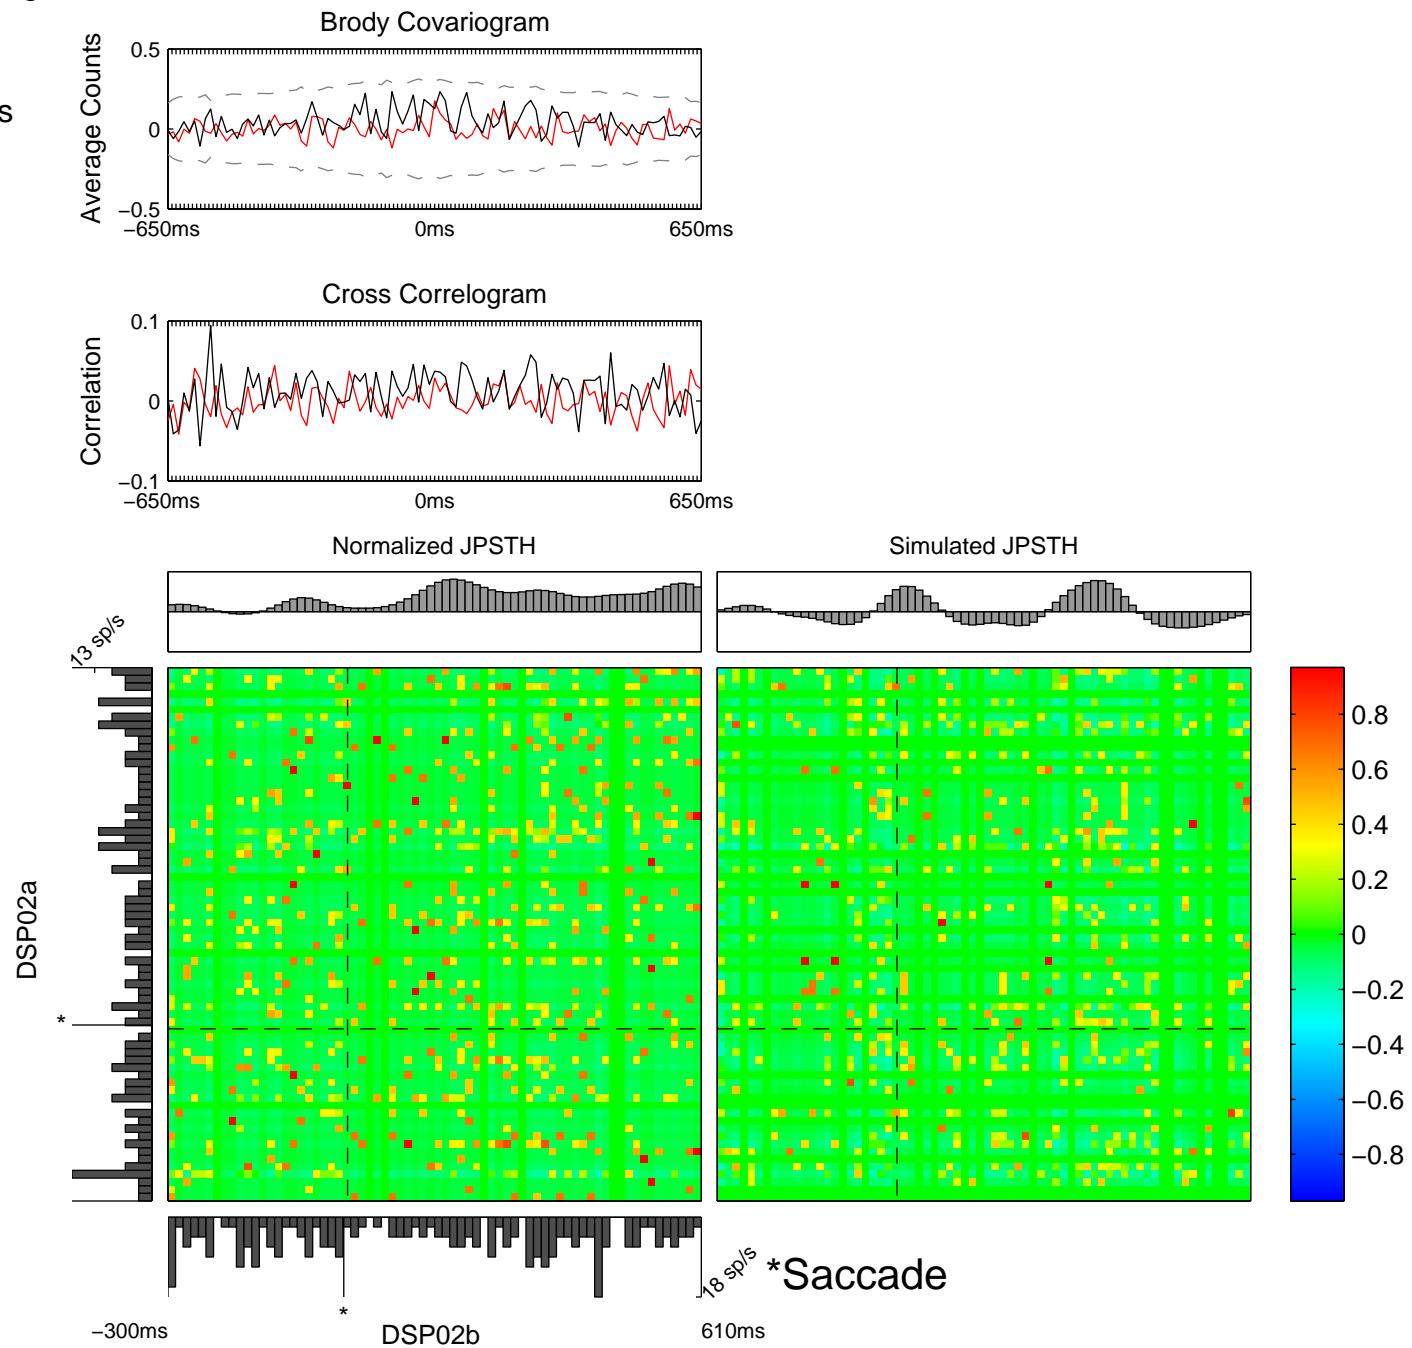 s
Brody Covariogram
Average Counts
0.5
0
−0.5
−650ms
0ms
650ms
Cross Correlogram
Correlation
0.1
0
−0.1
−650ms
0ms
650ms
Normalized JPSTH
Simulated JPSTH
13 sp/s
DSP02a
*
0.8
0.6
0.4
0.2
0
−0.2
−0.4
−0.6
−0.8
18 sp/s
*Saccade
*
−300ms
DSP02b
610ms